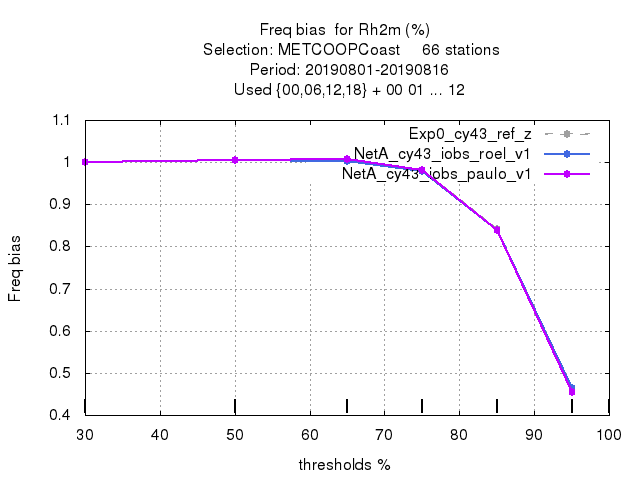 Freq bias  for Rh2m (%)
Selection: METCOOPCoast     66 stations
Period: 20190801-20190816
Used {00,06,12,18} + 00 01 ... 12
Exp0_cy43_ref_z
NetA_cy43_iobs_roel_v1
NetA_cy43_iobs_paulo_v1
1.1
1
0.9
0.8
0.7
0.6
0.5
0.4
Freq bias
30 40 50 60 70 80 90 100
thresholds %